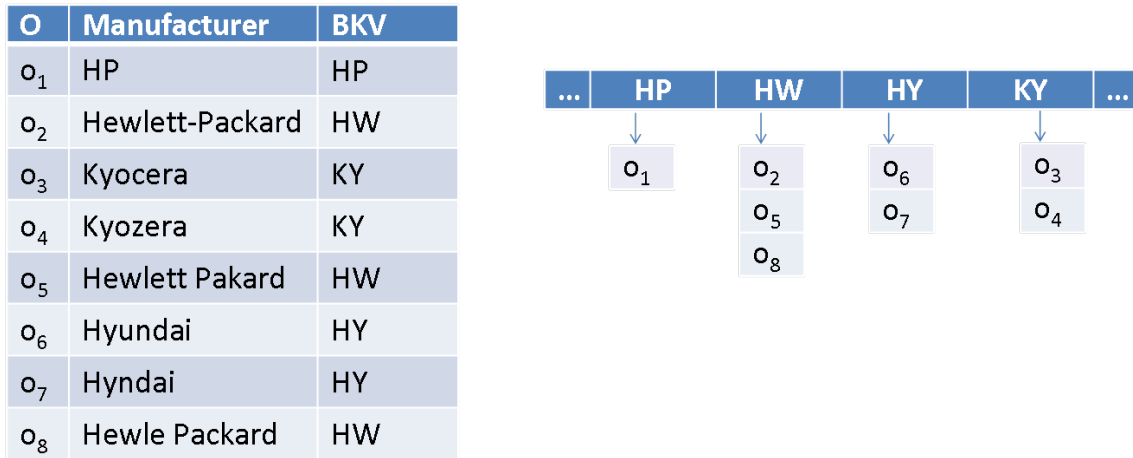 O Manufacturer BKV
o1 HP HP
o2 Hewlett-Packard HW
o3 Kyocera KY
o4 Kyozera KY
o5 Hewlett Pakard HW
o6 Hyundai HY
o7 Hyndai HY
o8 Hewle Packard HW
... HP HW HY KY ...
o1 o2 o6 o3
o5 o7 o4
o8